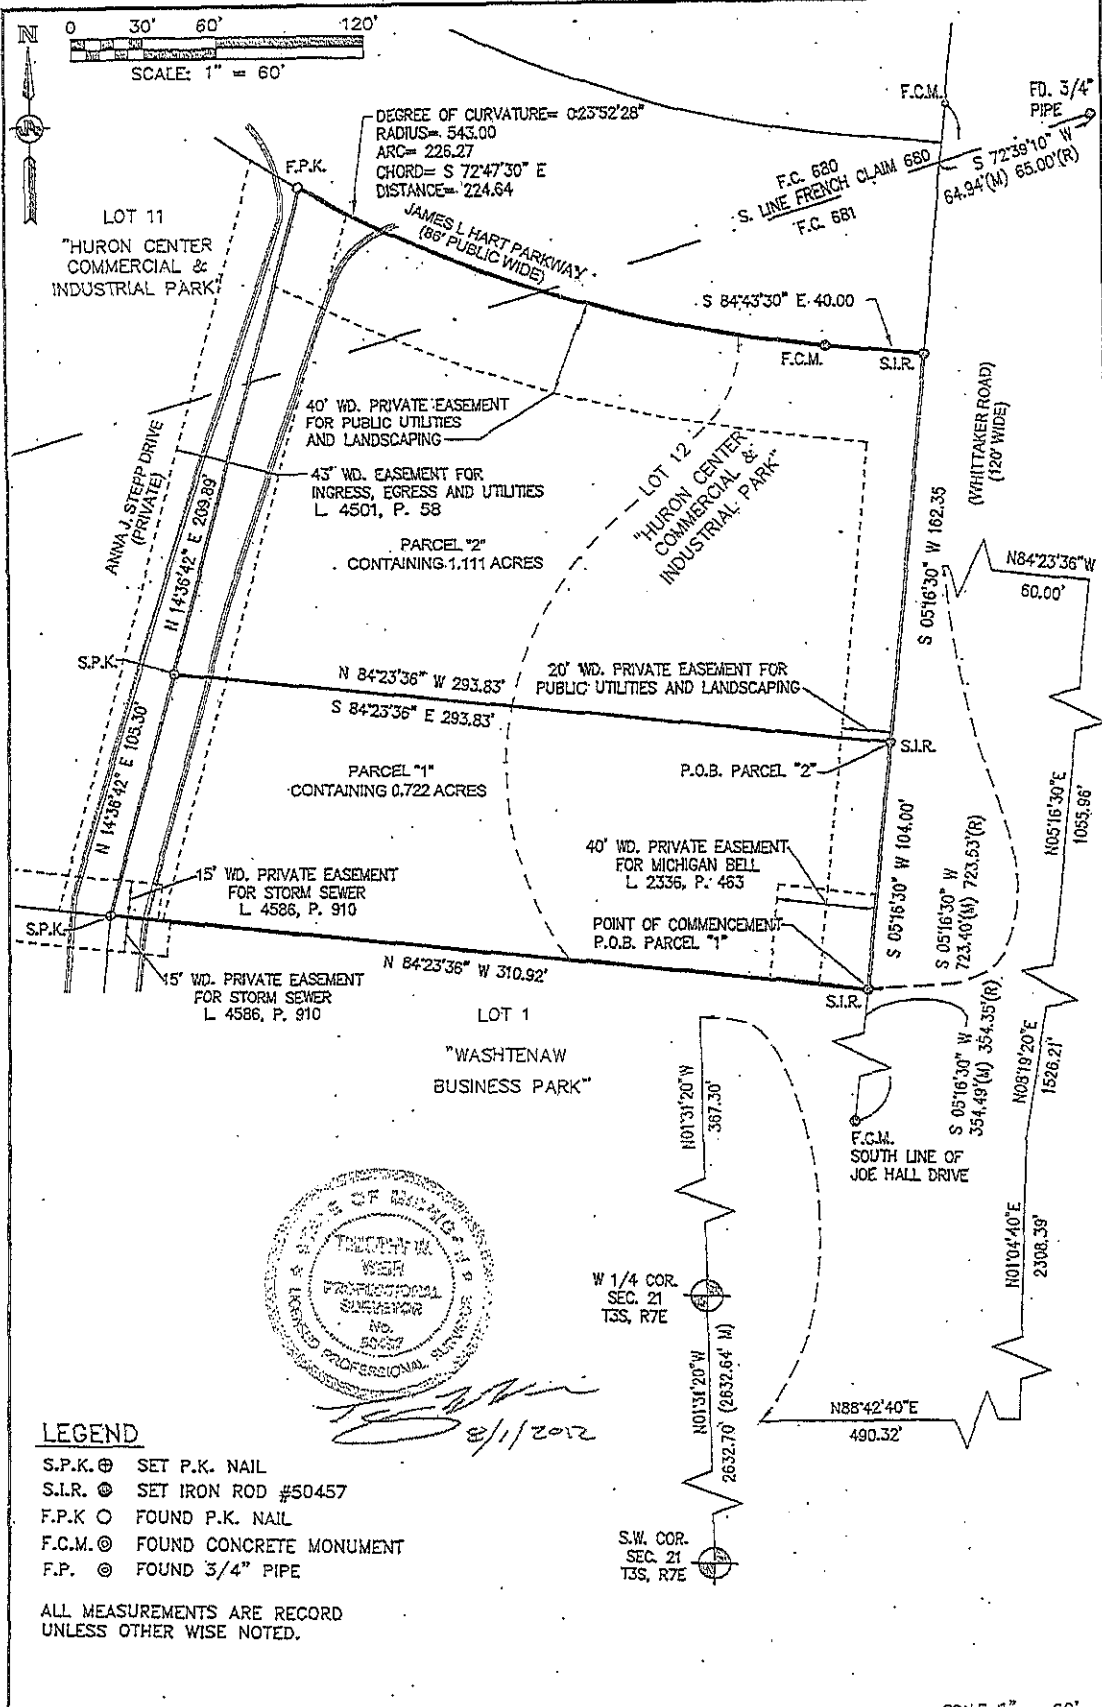 N
0 30' 60' 120'
SCALE: 1" = 60'
DEGREE OF CURVATURE= 023°52'28"
RADIUS= 543.00
ARC= 226.27
CHORD= S 72°47'30" E
DISTANCE= 224.64
F.P.K.
F.C.M.
FD. 3/4"
PIPE
S 72°39'10" W
64.94'(M) 65.00'(R)
F.C. 680
S. LINE FRENCH CLAIM 680
F.C. 681
LOT 11
"HURON CENTER
COMMERCIAL &
INDUSTRIAL PARK"
JAMES L HART PARKWAY
(86' PUBLIC WIDE)
S 84°43'30" E 40.00
F.C.M.
S.I.R.
40' WD. PRIVATE EASEMENT
FOR PUBLIC UTILITIES
AND LANDSCAPING
43' WD. EASEMENT FOR
INGRESS, EGRESS AND UTILITIES
L 4501, P. 58
LOT 12
"HURON CENTER
COMMERCIAL &
INDUSTRIAL PARK"
(WHITTAKER ROAD)
(120' WIDE)
ANNA J. STEPP DRIVE
(PRIVATE)
N 14°36'42" E 209.89'
PARCEL "2"
CONTAINING 1.111 ACRES
S 05°16'30" W 162.35
N84°23'36"W
60.00'
S.P.K.
N 84°23'36" W 293.83'
S 84°23'36" E 293.83'
20' WD. PRIVATE EASEMENT FOR
PUBLIC UTILITIES AND LANDSCAPING
S.I.R.
P.O.B. PARCEL "2"
N05°16'30"E
1055.96'
N 14°36'42" E 105.30'
PARCEL "1"
CONTAINING 0.722 ACRES
40' WD. PRIVATE EASEMENT
FOR MICHIGAN BELL
L 2336, P. 463
S 05°16'30" W 104.00'
S 05°16'30" W
723.40'(M) 723.53'(R)
15' WD. PRIVATE EASEMENT
FOR STORM SEWER
L 4586, P. 910
POINT OF COMMENCEMENT
P.O.B. PARCEL "1"
S.P.K.
N 84°23'36" W 310.92'
S.I.R.
15' WD. PRIVATE EASEMENT
FOR STORM SEWER
L 4586, P. 910
LOT 1
"WASHTENAW
BUSINESS PARK"
S 05°16'30" W
354.49'(M) 354.35'(R)
N08°19'20"E
1526.21'
N01°31'20"W
367.30'
F.C.M.
SOUTH LINE OF
JOE HALL DRIVE
N01°04'40"E
2308.39'
STATE OF MICHIGAN
TIMOTHY W.
WEIR
PROFESSIONAL
SURVEYOR
NO.
50457
LICENSED PROFESSIONAL SURVEYOR
8/1/2012
W 1/4 COR.
SEC. 21
T3S, R7E
N01°31'20"W
2632.70' (2632.64' M)
N88°42'40"E
490.32'
S.W. COR.
SEC. 21
T3S, R7E
LEGEND
S.P.K. SET P.K. NAIL
S.I.R. SET IRON ROD #50457
F.P.K FOUND P.K. NAIL
F.C.M. FOUND CONCRETE MONUMENT
F.P. FOUND 3/4" PIPE
ALL MEASUREMENTS ARE RECORD
UNLESS OTHER WISE NOTED.